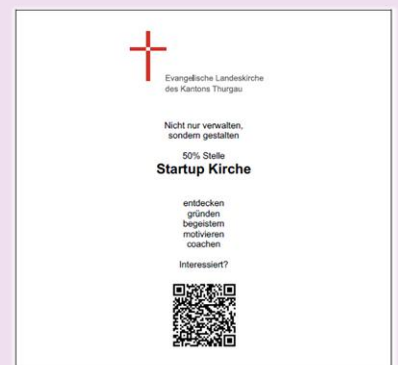 Evangelische Landeskirche
des Kantons Thurgau
Nicht nur verwalten,
sondern gestalten
50% Stelle
Startup Kirche
entdecken
gründen
begeistern
motivieren
coachen
Interessiert?